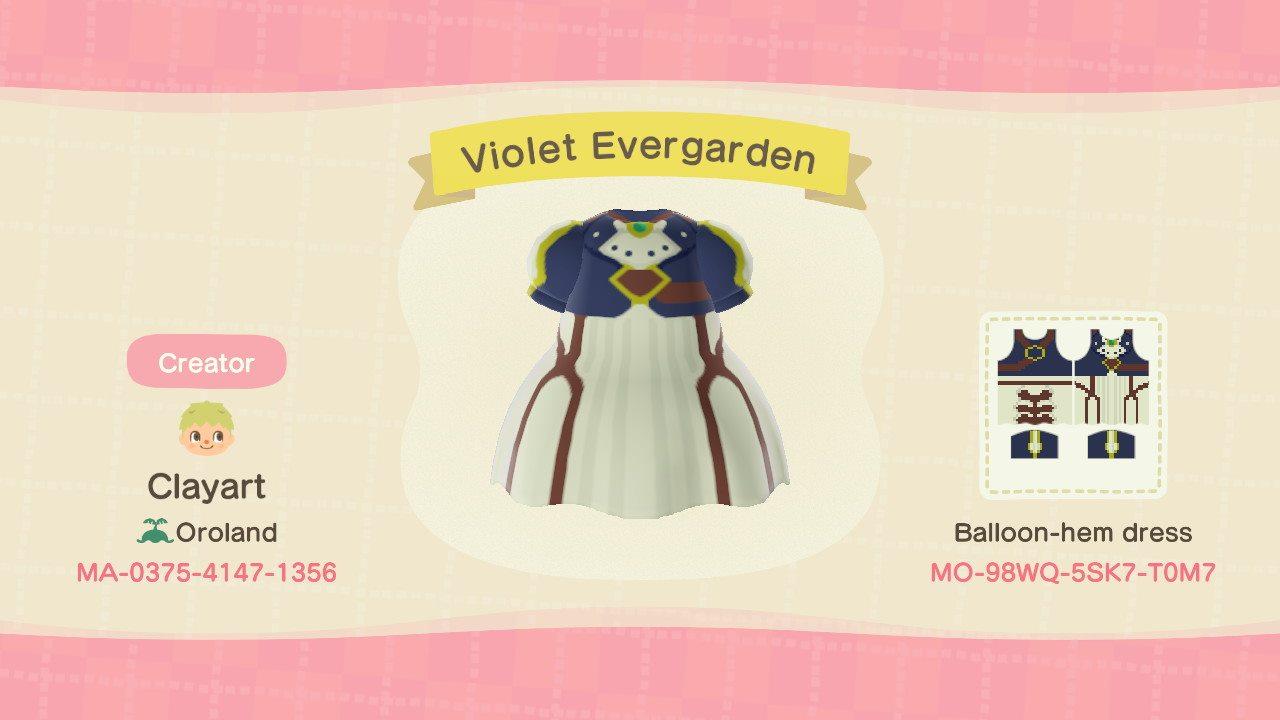 Violet Evergarden
Creator
Clayart
Oroland
MA-0375-4147-1356
Balloon-hem dress
MO-98WQ-5SK7-T0M7